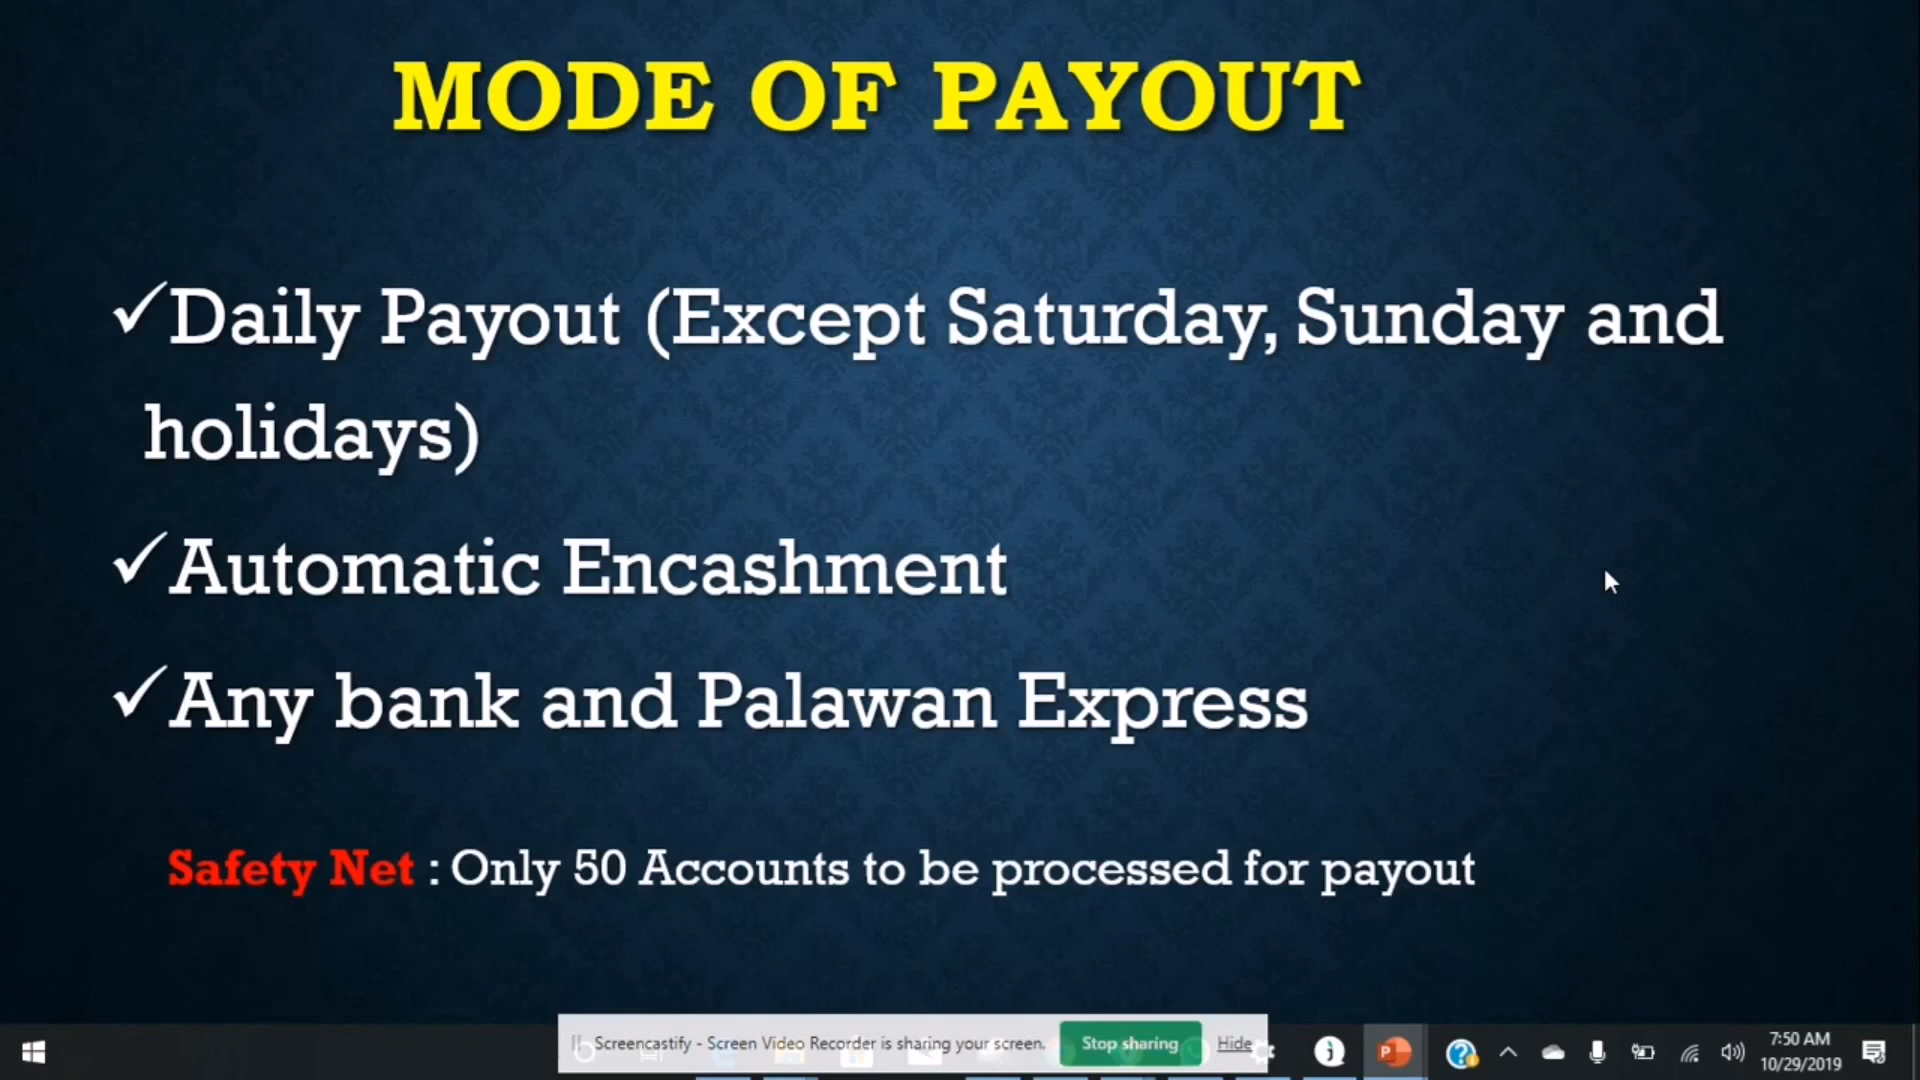 MODE OF PAYOUT
✓Daily Payout (Except Saturday, Sunday and
holidays)
✓Automatic Encashment
✓Any bank and Palawan Express
Safety Net : Only 50 Accounts to be processed for payout
Screencastify - Screen Video Recorder is sharing your screen.
Stop sharing
Hide
7:50 AM
10/29/2019